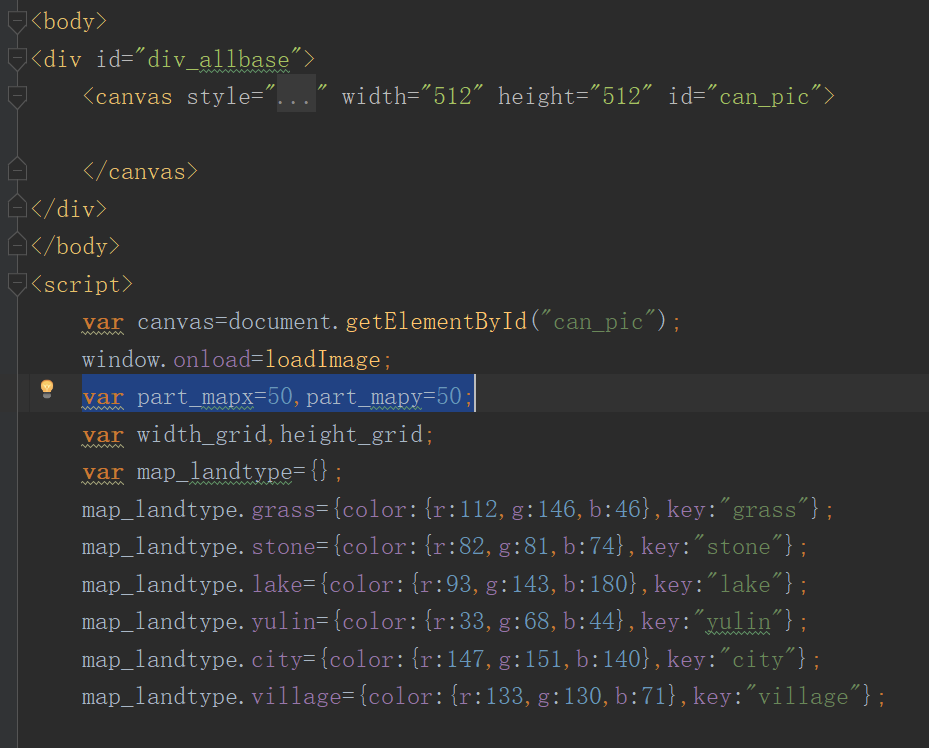 <body>
<div id="div_allbase">
<canvas style="..." width="512" height="512" id="can_pic">
</canvas>
</div>
</body>
<script>
var canvas=document.getElementById("can_pic");
window.onload=loadImage;
var part_mapx=50,part_mapy=50;
var width_grid,height_grid;
var map_landtype={};
map_landtype.grass={color:{r:112,g:146,b:46},key:"grass"};
map_landtype.stone={color:{r:82,g:81,b:74},key:"stone"};
map_landtype.lake={color:{r:93,g:143,b:180},key:"lake"};
map_landtype.yulin={color:{r:33,g:68,b:44},key:"yulin"};
map_landtype.city={color:{r:147,g:151,b:140},key:"city"};
map_landtype.village={color:{r:133,g:130,b:71},key:"village"};